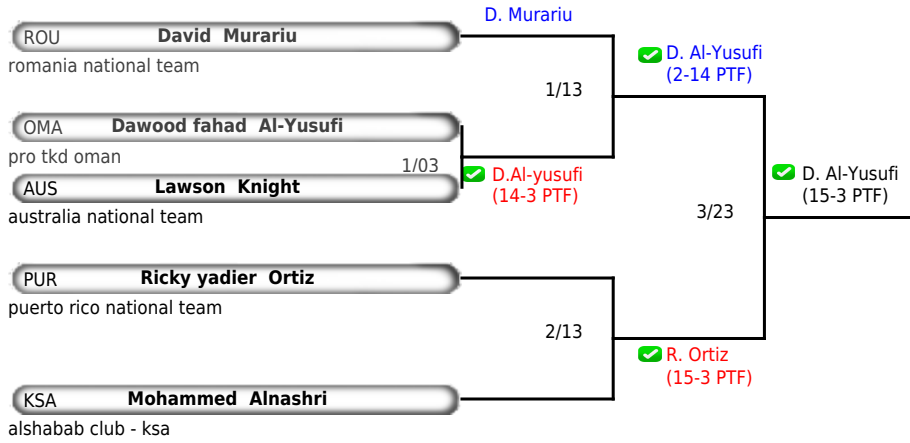 D. Murariu
ROU David Murariu
romania national team
D. Al-Yusufi
(2-14 PTF)
1/13
OMA Dawood fahad Al-Yusufi
pro tkd oman
1/03
D.Al-yusufi
(14-3 PTF)
AUS Lawson Knight
australia national team
D. Al-Yusufi
(15-3 PTF)
3/23
PUR Ricky yadier Ortiz
puerto rico national team
2/13
R. Ortiz
(15-3 PTF)
KSA Mohammed Alnashri
alshabab club - ksa